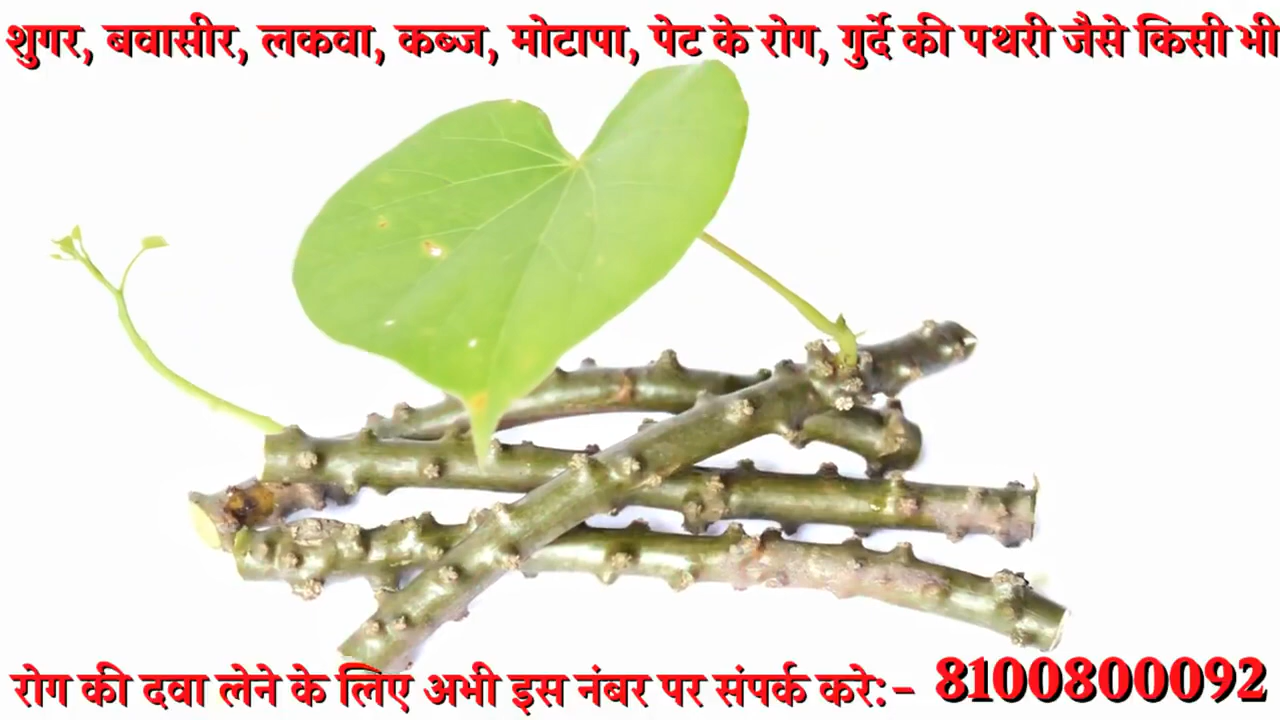 शुगर, बवासीर, लकवा, कब्ज, मोटापा, पेट के रोग, गुर्दे की पथरी जैसे किसी भी
रोग की दवा लेने के लिए अभी इस नंबर पर संपर्क करे:- 8100800092